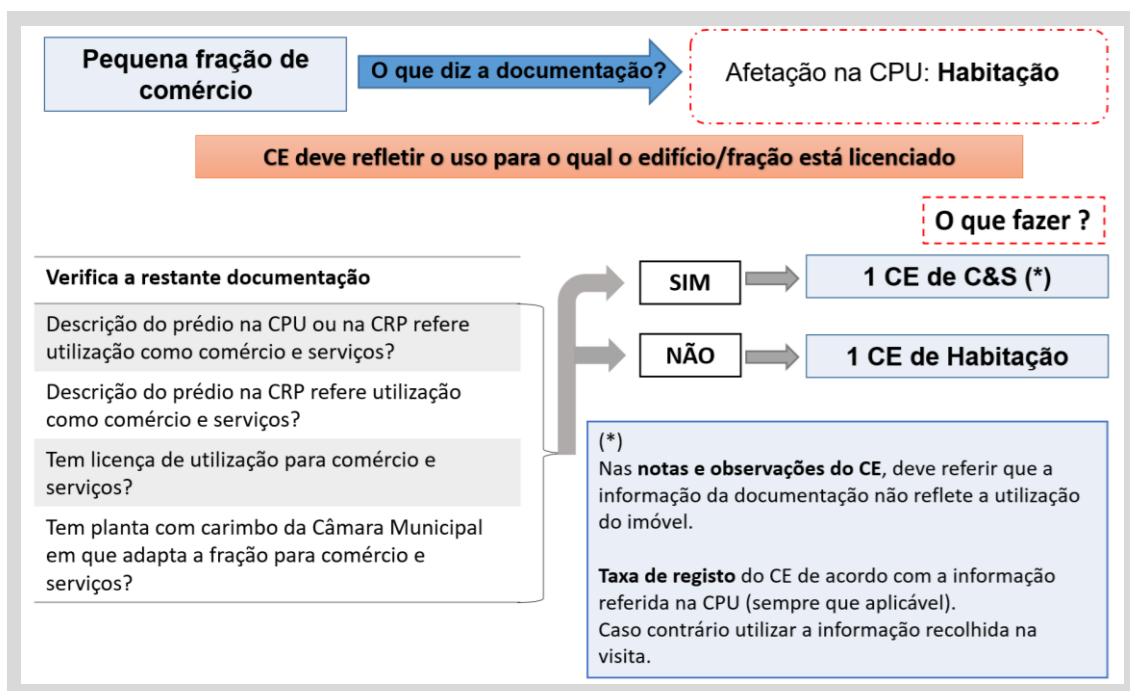 Pequena fração de
comércio
O que diz a documentação?
Afetação na CPU: Habitação
CE deve refletir o uso para o qual o edifício/fração está licenciado
O que fazer ?
Verifica a restante documentação
Descrição do prédio na CPU ou na CRP refere
utilização como comércio e serviços?
Descrição do prédio na CRP refere utilização
como comércio e serviços?
Tem licença de utilização para comércio e
serviços?
Tem planta com carimbo da Câmara Municipal
em que adapta a fração para comércio e
serviços?
SIM
1 CE de C&S (*)
NÃO
1 CE de Habitação
(*)
Nas notas e observações do CE, deve referir que a
informação da documentação não reflete a utilização
do imóvel.
Taxa de registo do CE de acordo com a informação
referida na CPU (sempre que aplicável).
Caso contrário utilizar a informação recolhida na
visita.